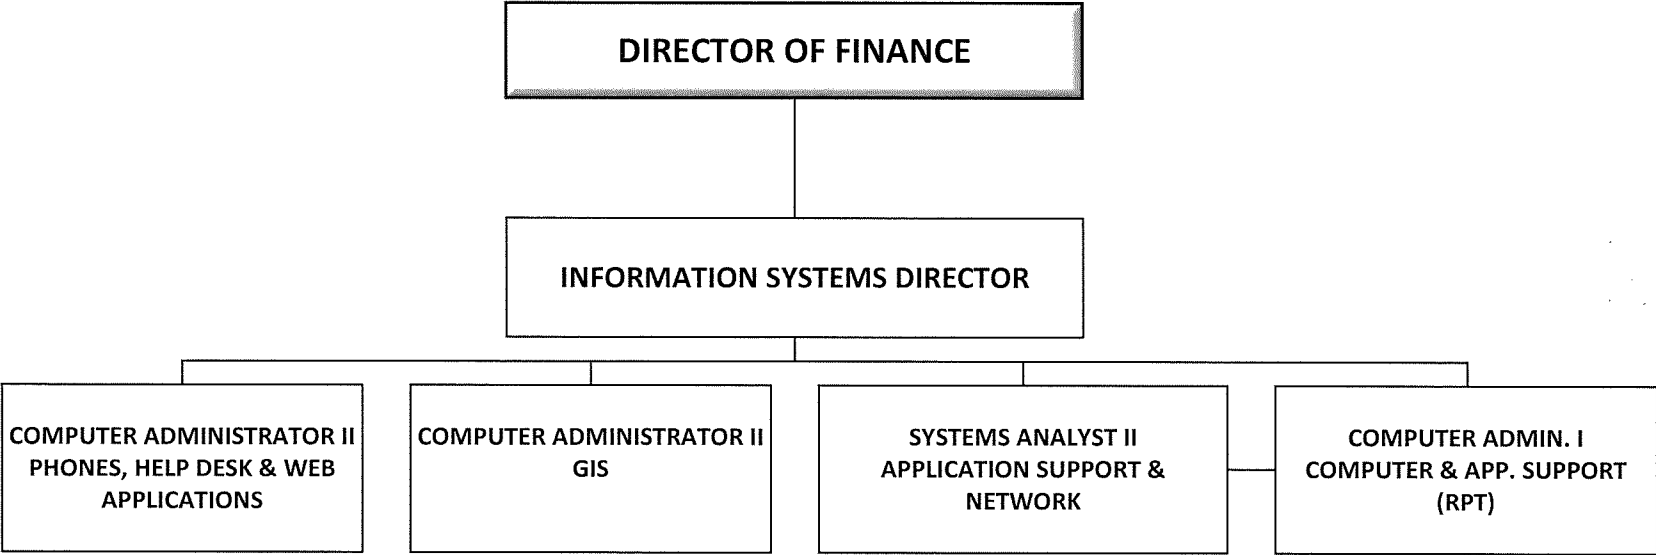 DIRECTOR OF FINANCE
INFORMATION SYSTEMS DIRECTOR
COMPUTER ADMINISTRATOR II
PHONES, HELP DESK & WEB
APPLICATIONS
COMPUTER ADMINISTRATOR II
GIS
SYSTEMS ANALYST II
APPLICATION SUPPORT &
NETWORK
COMPUTER ADMIN. I
COMPUTER & APP. SUPPORT
(RPT)